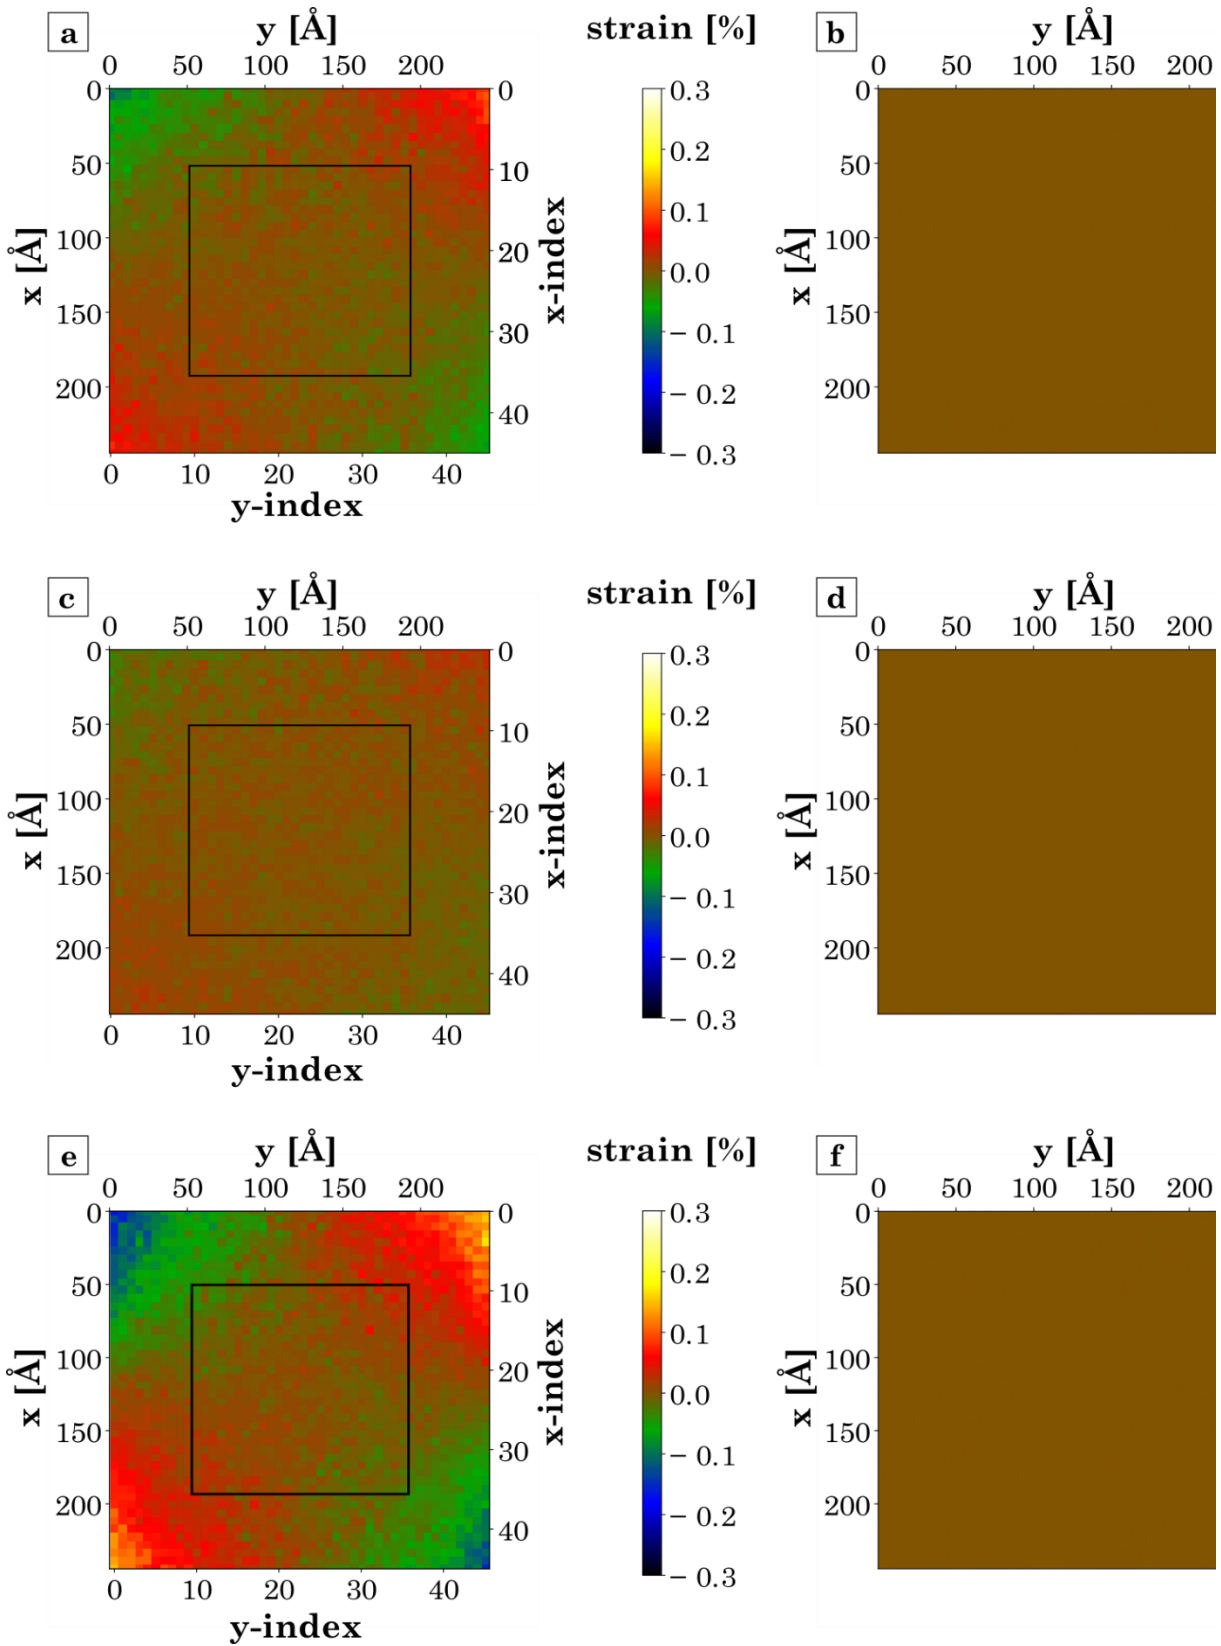 a y [Å] strain [%] b y [Å]
0 50 100 150 200 0 50 100 150 200
0 0 0.3 0
50 10 0.2 50
100 20 0.1 100
x [Å] x-index 0.0 x [Å]
150 30 − 0.1 150
200 40 − 0.2 200
− 0.3
0 10 20 30 40
y-index
c y [Å] strain [%] d y [Å]
0 50 100 150 200 0 50 100 150 200
0 0 0.3 0
50 10 0.2 50
100 20 0.1 100
x [Å] x-index 0.0 x [Å]
150 30 − 0.1 150
200 40 − 0.2 200
− 0.3
0 10 20 30 40
y-index
e y [Å] strain [%] f y [Å]
0 50 100 150 200 0 50 100 150 200
0 0 0.3 0
50 10 0.2 50
100 20 0.1 100
x [Å] x-index 0.0 x [Å]
150 30 − 0.1 150
200 40 − 0.2 200
− 0.3
0 10 20 30 40
y-index